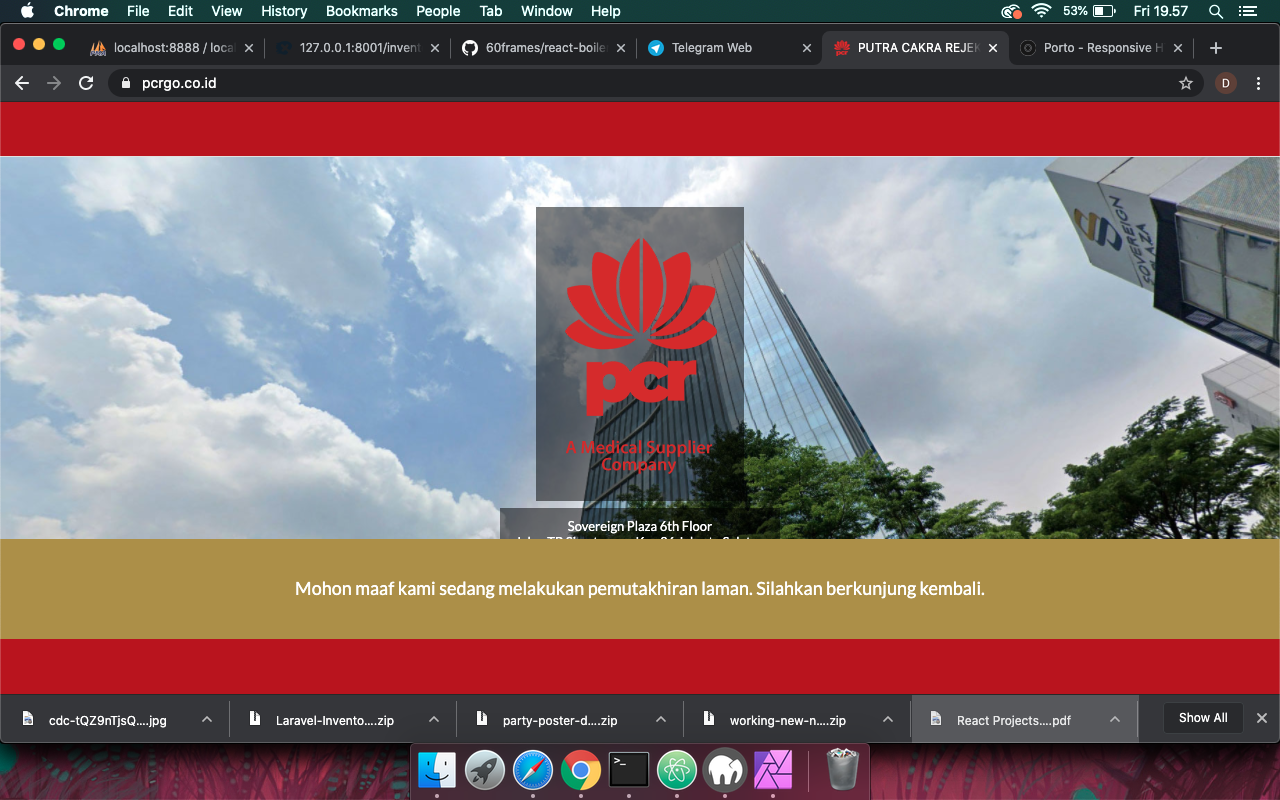 Chrome File Edit View History Bookmarks People Tab Window Help 53% Fri 19.57
localhost:8888 / loca 127.0.0.1:8001/invent 60frames/react-boile Telegram Web PUTRA CAKRA REJEK Porto - Responsive H
pcrgo.co.id D
SOVEREIGN
PLAZA
pcr
A Medical Supplier
Company
Sovereign Plaza 6th Floor
Mohon maaf kami sedang melakukan pemutakhiran laman. Silahkan berkunjung kembali.
cdc-tQZ9nTjsQ....jpg Laravel-Invento....zip party-poster-d....zip working-new-n....zip React Projects....pdf Show All